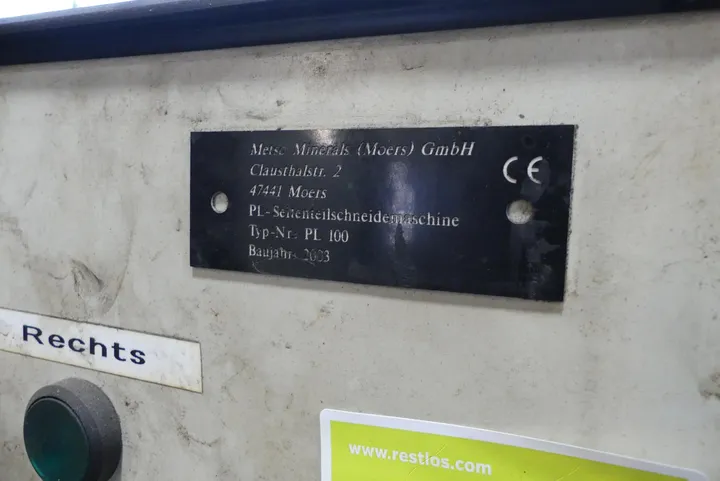 Metso Minerals (Moers) GmbH
Clausthalstr. 2
47441 Moers
PL-Seitenteilschneidemaschine
Typ-Nr.: PL 100
Baujahr: 2003
CE
Rechts
www.restlos.com